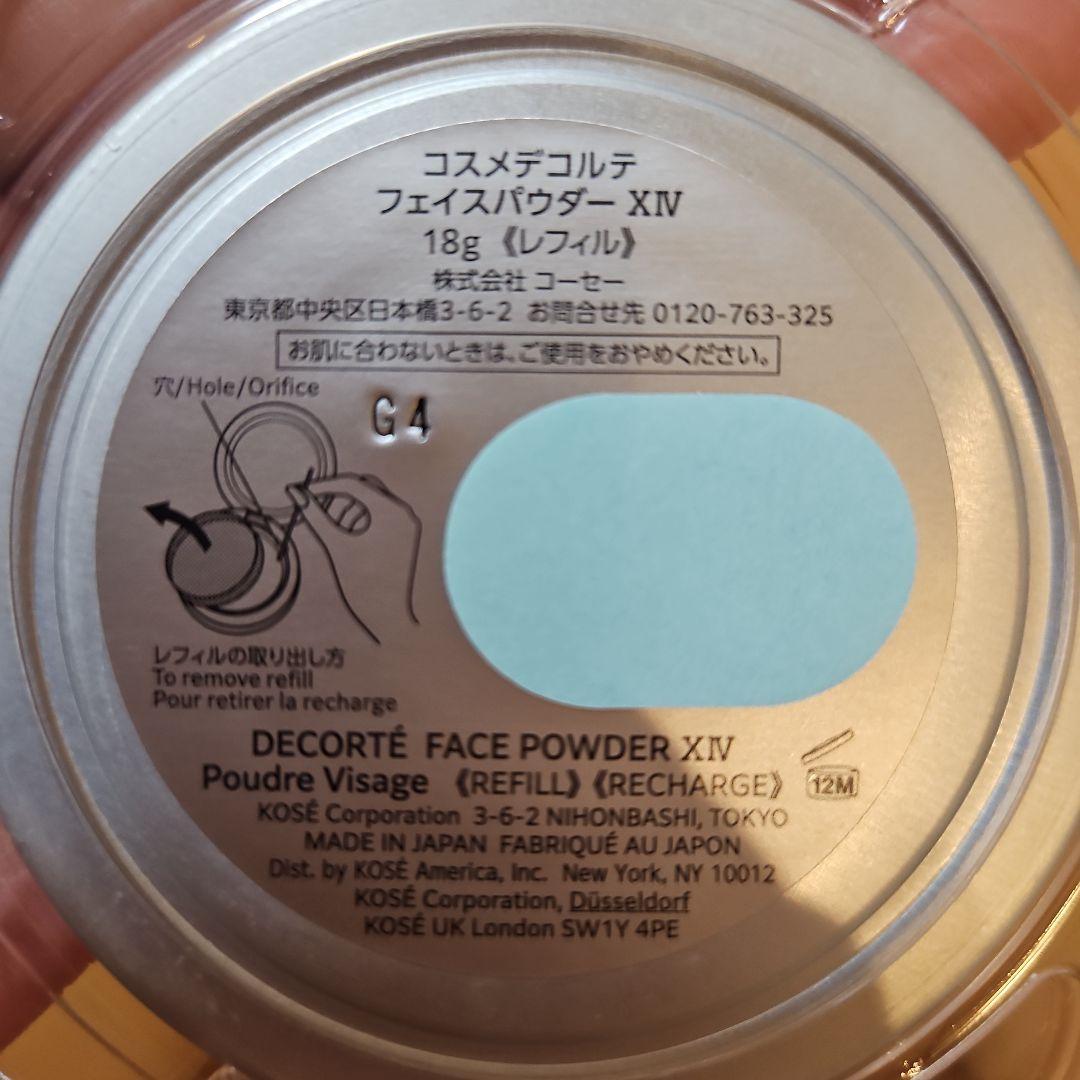 コスメデコルテ
フェイスパウダー XIV
18g 《レフィル》
株式会社 コーセー
東京都中央区日本橋3-6-2 お問合せ先 0120-763-325
お肌に合わないときは、ご使用をおやめください。
穴/Hole/Orifice
G4
レフィルの取り出し方
To remove refill
Pour retirer la recharge
DECORTÉ FACE POWDER XIV
Poudre Visage 《REFILL》《RECHARGE》
12M
KOSÉ Corporation 3-6-2 NIHONBASHI, TOKYO
MADE IN JAPAN FABRIQUÉ AU JAPON
Dist. by KOSÉ America, Inc. New York, NY 10012
KOSÉ Corporation, Düsseldorf
KOSÉ UK London SW1Y 4PE